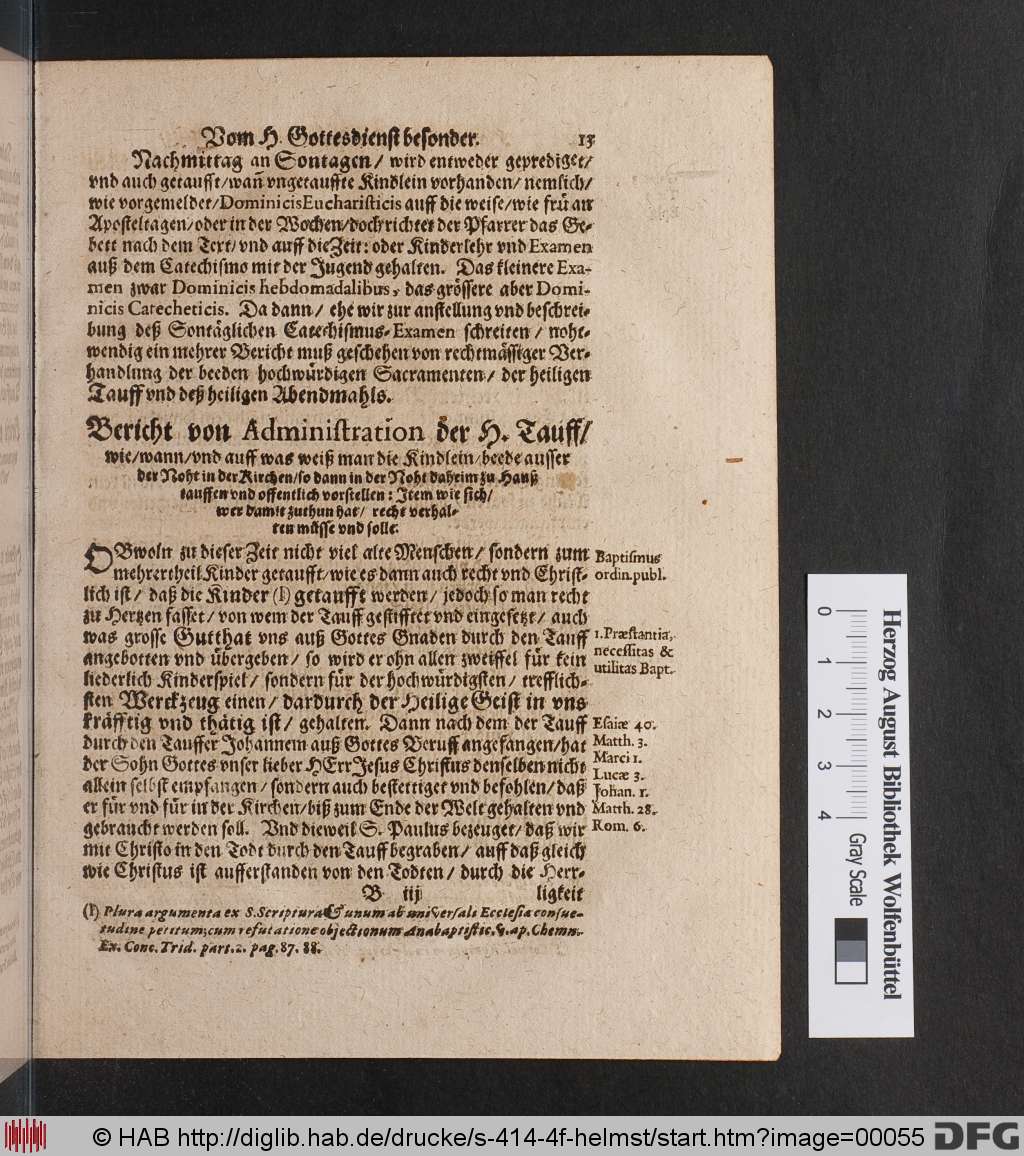 Vom H. Gottesdienst besonder. 13
Nachmittag an Sontagen/ wird entweder geprediget/
vnd auch getaufft/wañ vngetauffte Kindlein vorhanden/ nemlich/
wie vorgemeldet/Dominicis Eucharisticis auff die weise/wie frü an
Aposteltagen/oder in der Wochen/doch richtet der Pfarrer das Ge-
bett nach dem Text/ vnd auff die Zeit: oder Kinderlehr vnd Examen
auß dem Catechismo mit der Jugend gehalten. Das kleinere Exa-
men zwar Dominicis hebdomadalibus, das grössere aber Domi-
nicis Catecheticis. Da dann/ ehe wir zur anstellung vnd beschrei-
bung deß Sontäglichen Catechismus-Examen schreiten/ noht-
wendig ein mehrer Bericht muß geschehen von rechtmässiger Ver-
handlung der beeden hochwürdigen Sacramenten/ der heiligen
Tauff vnd deß heiligen Abendmahls.
Bericht von Administration der H. Tauff/
wie/wann/vnd auff was weiß man die Kindlein/beede ausser
der Noht in der Kirchen/so dann in der Noht daheim zu Hauß
tauffen vnd offentlich vorstellen: Item wie sich/
wer damit zuthun hat/ recht verhal-
ten müsse vnd solle.
OBwoln zu dieser Zeit nicht viel alte Menschen/ sondern zum
mehrertheil Kinder getaufft/wie es dann auch recht vnd Christ-
lich ist/ daß die Kinder (l) getaufft werden/ jedoch so man recht
zu Hertzen fasset/ von wem der Tauff gestifftet vnd eingesetzt/ auch
was grosse Gutthat vns auß Gottes Gnaden durch den Tauff
angebotten vnd übergeben/ so wird er ohn allen zweiffel für kein
liederlich Kinderspiel/ sondern für der hochwürdigsten/ trefflich-
sten Werckzeug einen/ dardurch der Heilige Geist in vns
kräfftig vnd thätig ist/ gehalten. Dann nach dem der Tauff
durch den Tauffer Johannem auß Gottes Beruff angefangen/hat
der Sohn Gottes vnser lieber HErr Jesus Christus denselben nicht
allein selbst empfangen/ sondern auch bestettiget vnd befohlen/ daß
er für vnd für in der Kirchen/biß zum Ende der Welt gehalten vnd
gebraucht werden soll. Vnd dieweil S. Paulus bezeuget/ daß wir
mit Christo in den Todt durch den Tauff begraben/ auff daß gleich
wie Christus ist aufferstanden von den Todten/ durch die Herr-
B iij ligkeit
Baptismus
ordin. publ.
1. Præstantia,
necessitas &
utilitas Bapt.
Esaiæ 40.
Matth. 3.
Marci 1.
Lucæ 3.
Johan. 1.
Matth. 28.
Rom. 6.
(l) Plura argumenta ex S. Scriptura & unum ab universali Ecclesiæ consue-
tudine petitum; cum refutatione objectionum Anabaptistic. v. ap. Chemn.
Ex. Conc. Trid. part. 2. pag. 87. 88.
0 1 2 3 4
Gray Scale
Herzog August Bibliothek Wolfenbüttel
© HAB http://diglib.hab.de/drucke/s-414-4f-helmst/start.htm?image=00055 DFG